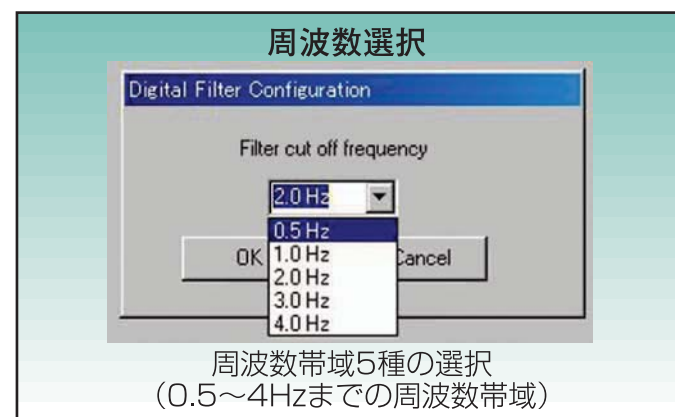 周波数選択
Digital Filter Configuration
Filter cut off frequency
2.0 Hz
0.5 Hz
1.0 Hz
2.0 Hz
3.0 Hz
4.0 Hz
OK
Cancel
周波数帯域5種の選択
(0.5〜4Hzまでの周波数帯域)